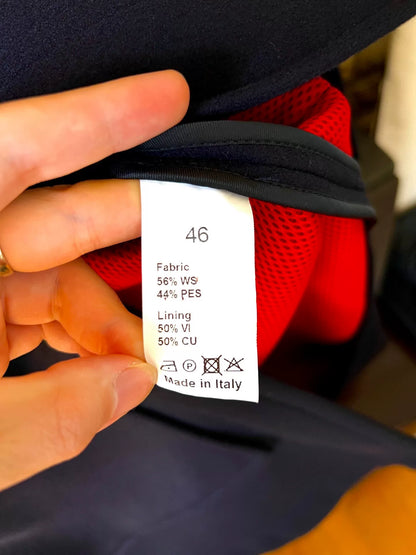 46
Fabric
56% WS
44% PES
Lining
50% VI
50% CU
P
Made in Italy